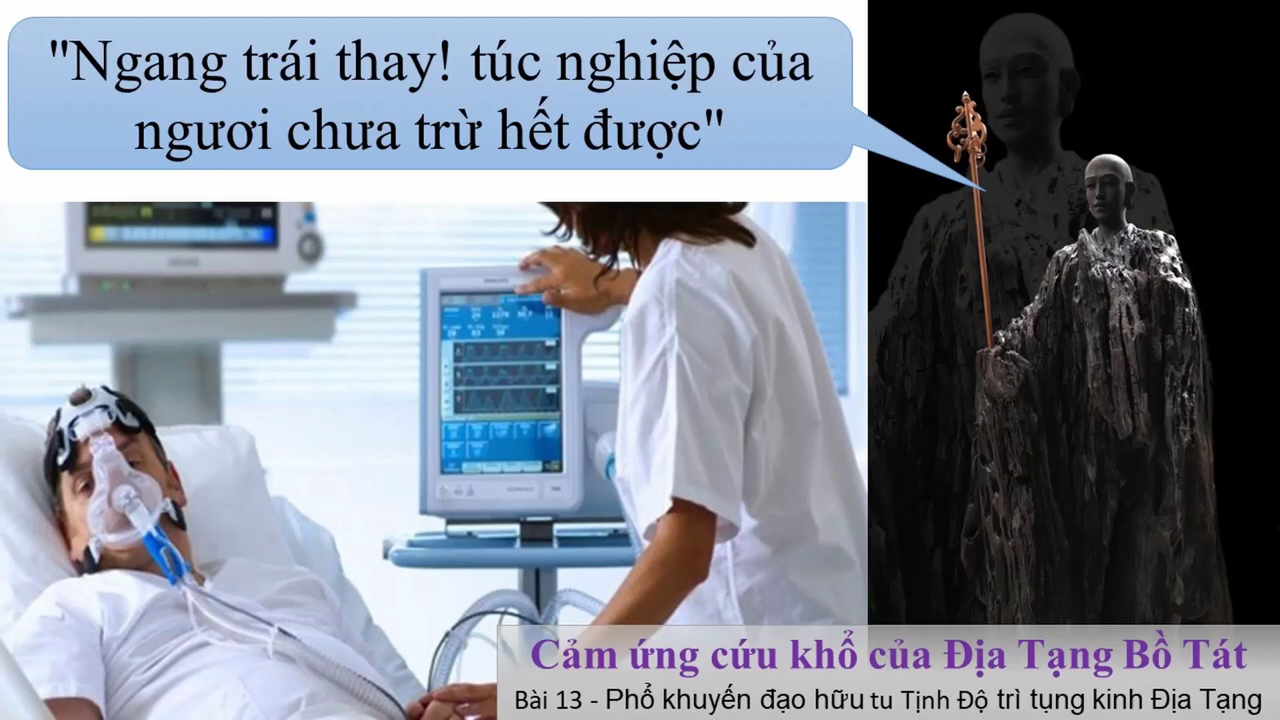 "Ngang trái thay! túc nghiệp của
ngươi chưa trừ hết được"
Cảm ứng cứu khổ của Địa Tạng Bồ Tát
Bài 13 - Phổ khuyến đạo hữu tu Tịnh Độ trì tụng kinh Địa Tạng